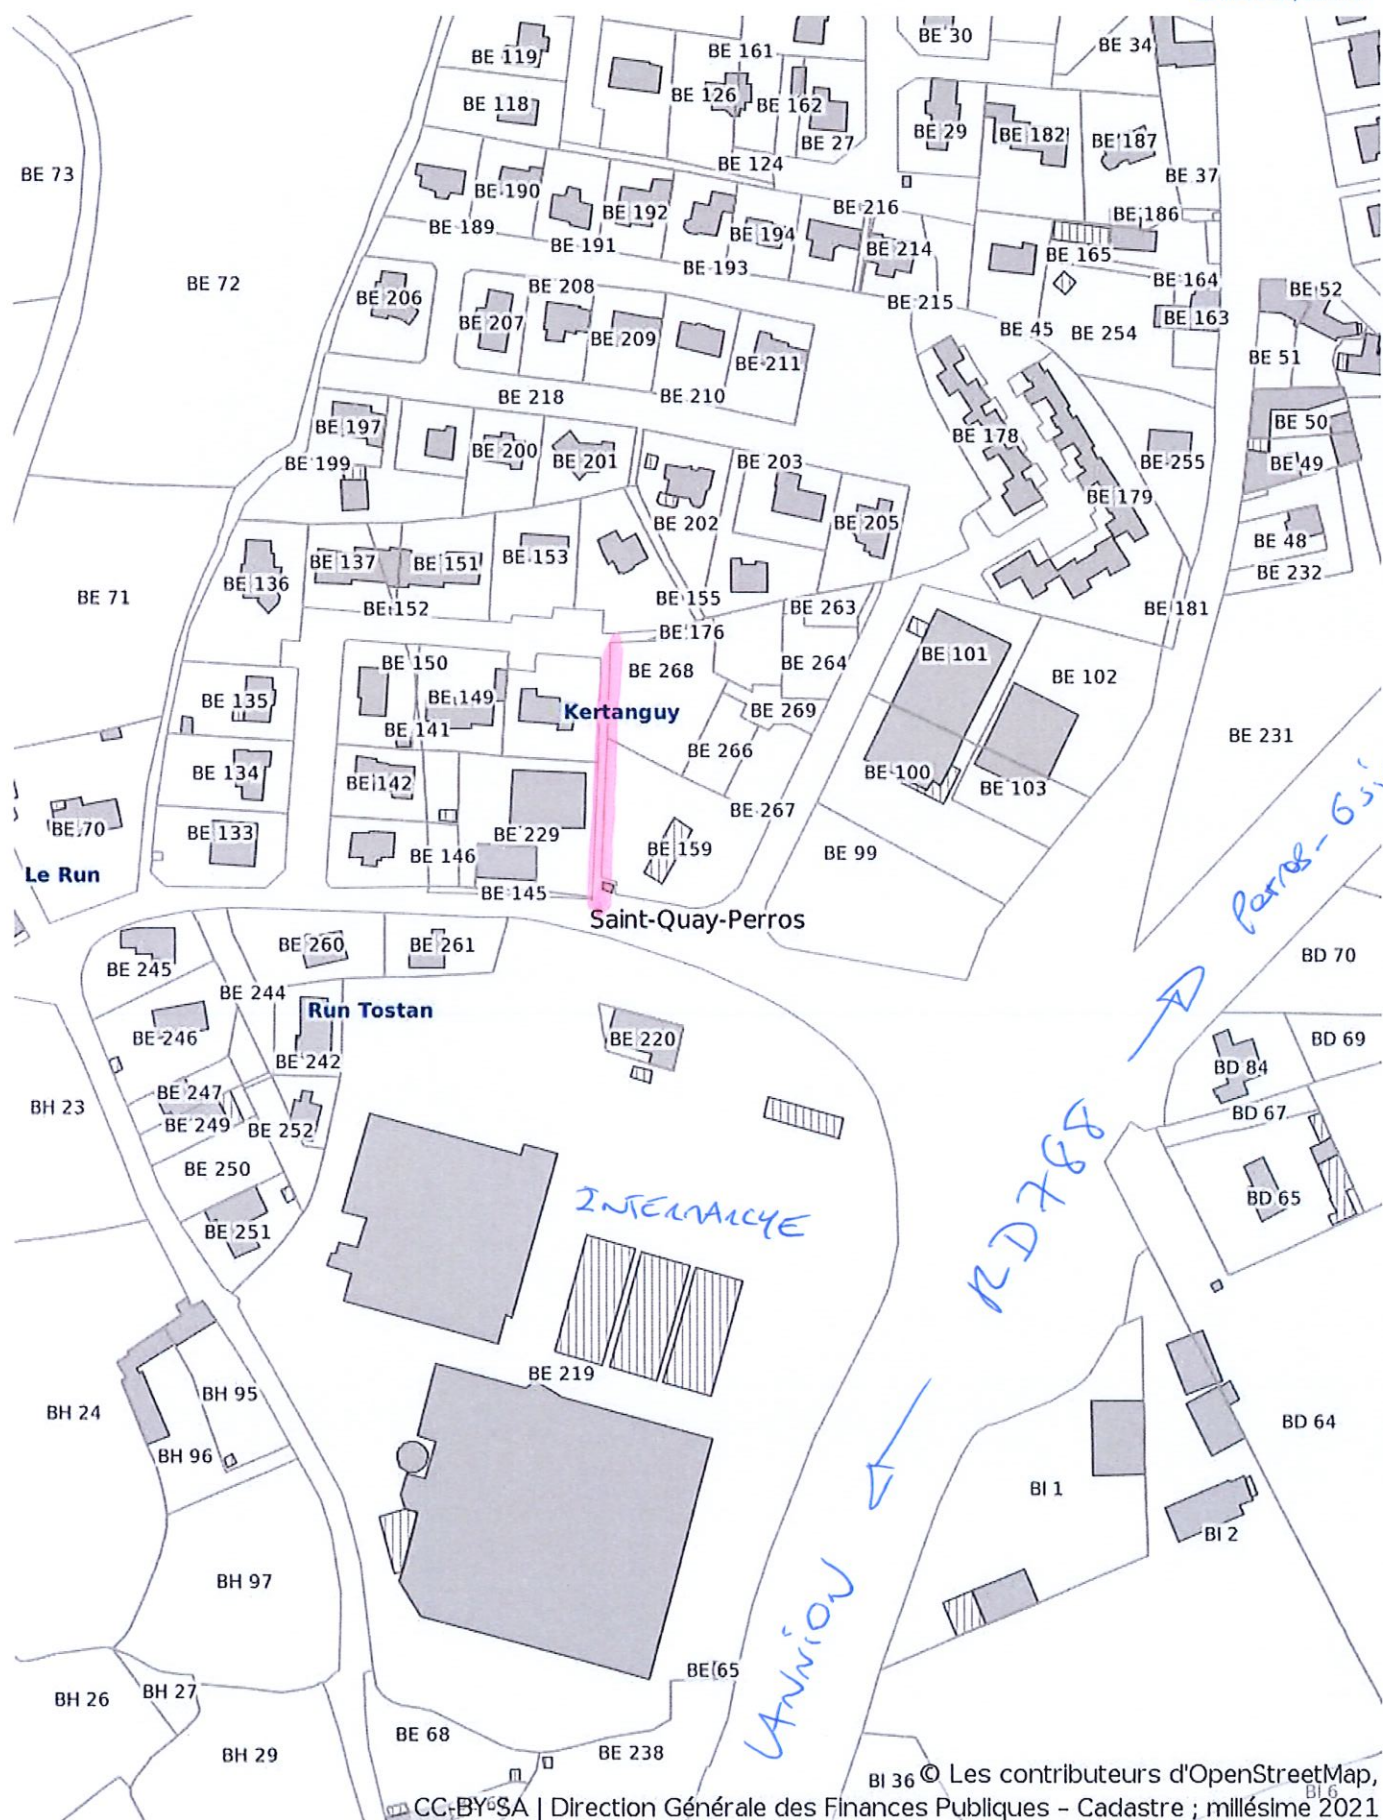 BE 119
BE 161
BE 30
BE 34
BE 118
BE 126
BE 162
BE 27
BE 29
BE 182
BE 187
BE 73
BE 124
BE 37
BE 190
BE 189
BE 192
BE 191
BE 194
BE 193
BE 216
BE 214
BE 186
BE 165
BE 164
BE 163
BE 72
BE 206
BE 208
BE 207
BE 209
BE 211
BE 215
BE 45
BE 254
BE 52
BE 51
BE 218
BE 210
BE 197
BE 199
BE 200
BE 201
BE 203
BE 202
BE 205
BE 178
BE 179
BE 255
BE 50
BE 49
BE 48
BE 232
BE 71
BE 136
BE 137
BE 151
BE 152
BE 153
BE 155
BE 176
BE 263
BE 181
BE 150
BE 268
BE 264
BE 101
BE 102
BE 135
BE 149
BE 141
Kertanguy
BE 269
BE 231
BE 134
BE 142
BE 266
BE 100
BE 103
BE 70
BE 133
BE 229
BE 267
BE 146
BE 159
BE 99
Le Run
BE 145
Saint-Quay-Perros
Perros-Gui
BE 245
BE 260
BE 261
BD 70
BE 244
Run Tostan
BE 246
BE 242
BE 220
BD 69
BD 84
BH 23
BE 247
BE 249
BE 252
BD 67
BE 250
RD 788
BD 65
BE 251
INTERMARCHE
BE 219
BH 95
BH 24
BH 96
BD 64
BI 1
BI 2
BH 97
LANNION
BE 65
BH 26
BH 27
BE 68
BH 29
BE 238
BI 36
© Les contributeurs d'OpenStreetMap,
BI 6
CC-BY-SA | Direction Générale des Finances Publiques – Cadastre ; millésime 2021